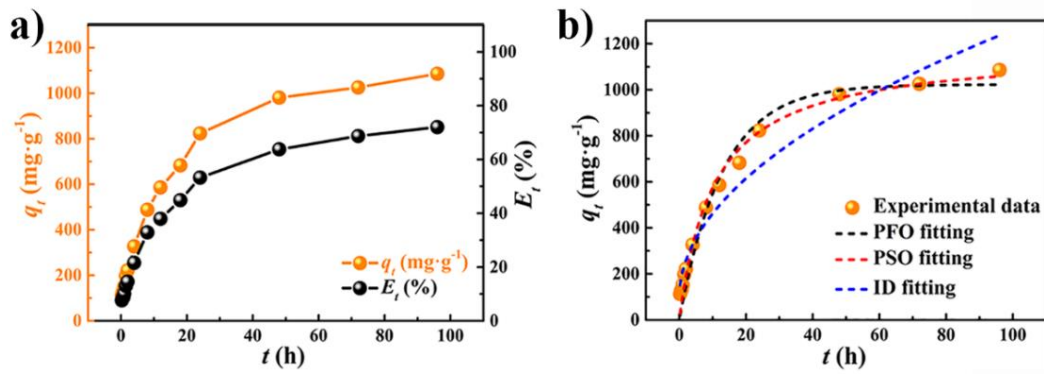 a)
q_t (mg·g⁻¹)
1200
1000
800
600
400
200
0
0 20 40 60 80 100
t (h)
100
80
60
40
20
0
E_t (%)
q_t (mg·g⁻¹)
E_t (%)
b)
q_t (mg·g⁻¹)
1200
1000
800
600
400
200
0
0 20 40 60 80 100
t (h)
Experimental data
PFO fitting
PSO fitting
ID fitting